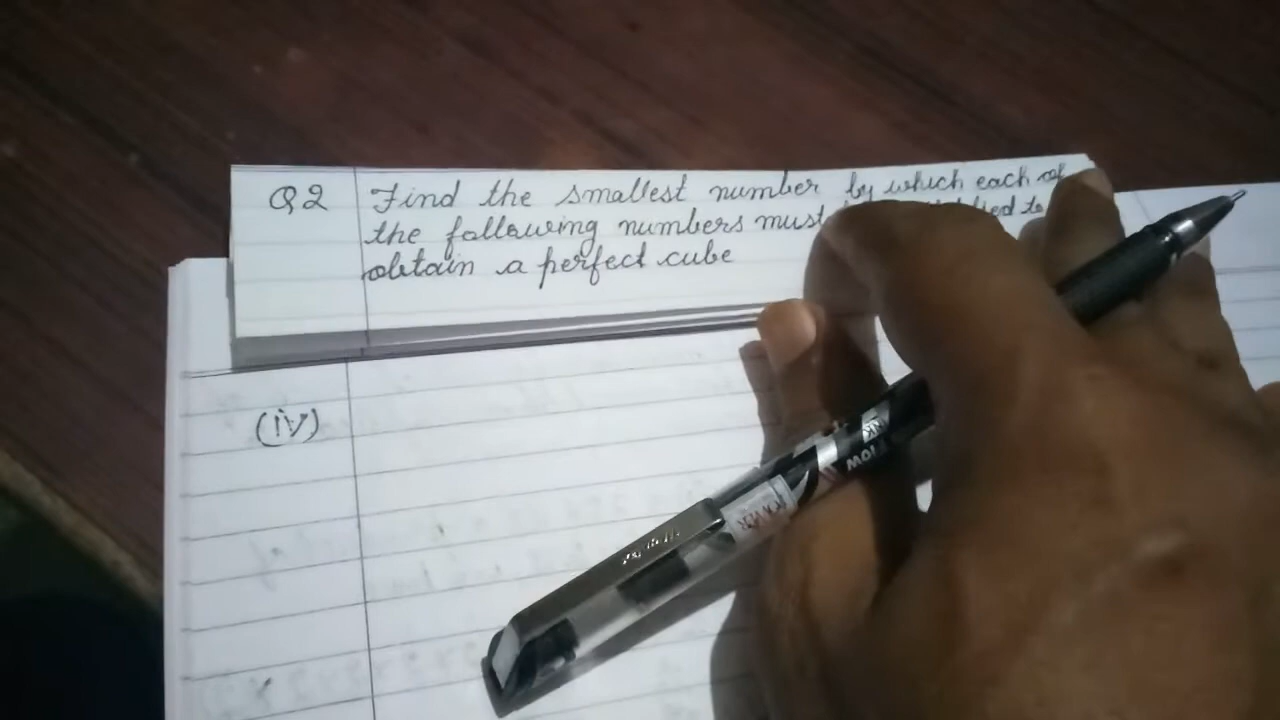 Q2 Find the smallest number by which each of
the following numbers must
obtain a perfect cube
(iv)